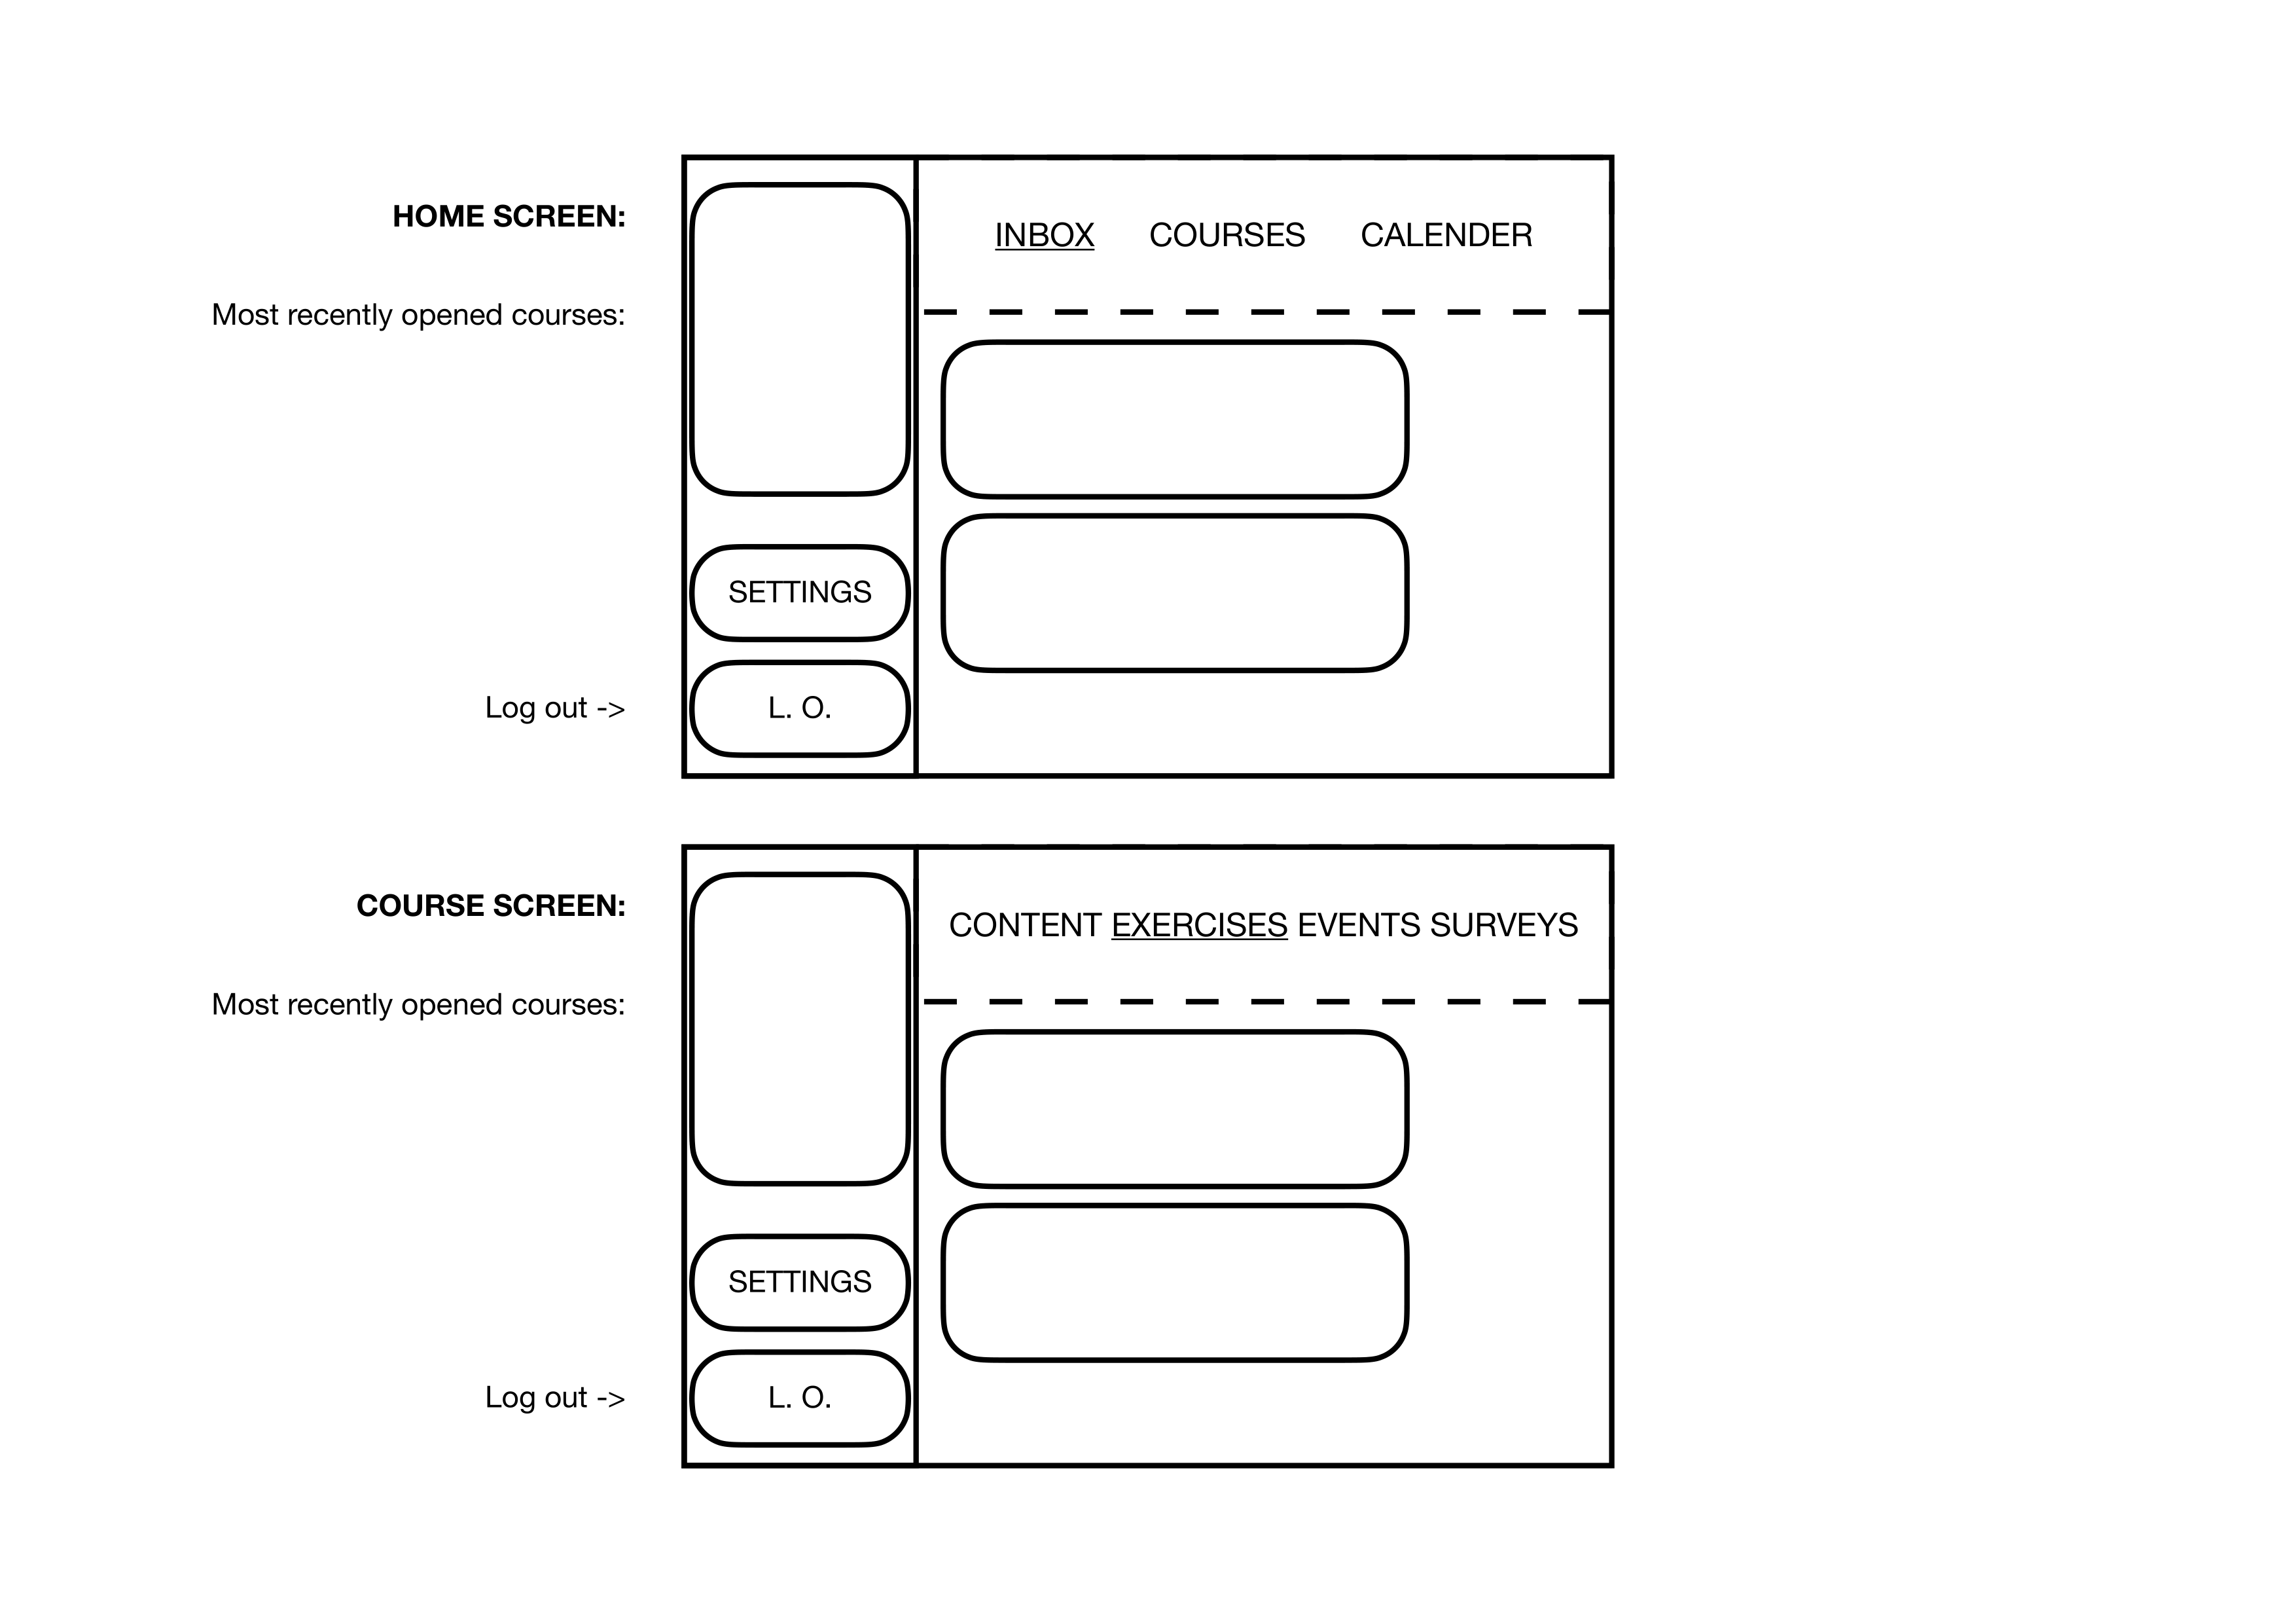 HOME SCREEN:
INBOX COURSES CALENDER
Most recently opened courses:
SETTINGS
Log out -> L. O.
COURSE SCREEN:
CONTENT EXERCISES EVENTS SURVEYS
Most recently opened courses:
SETTINGS
Log out -> L. O.